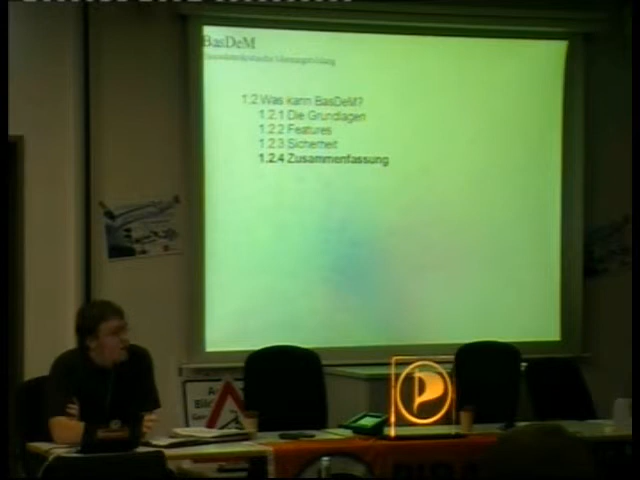 BasDeM
1.2 Was kann BasDeM?
1.2.1 Die Grundlagen
1.2.2 Features
1.2.3 Sicherheit
1.2.4 Zusammenfassung